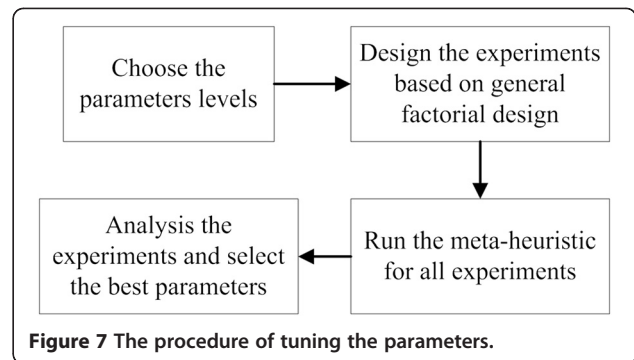 Choose the
parameters levels
Design the experiments
based on general
factorial design
Run the meta-heuristic
for all experiments
Analysis the
experiments and select
the best parameters
Figure 7 The procedure of tuning the parameters.